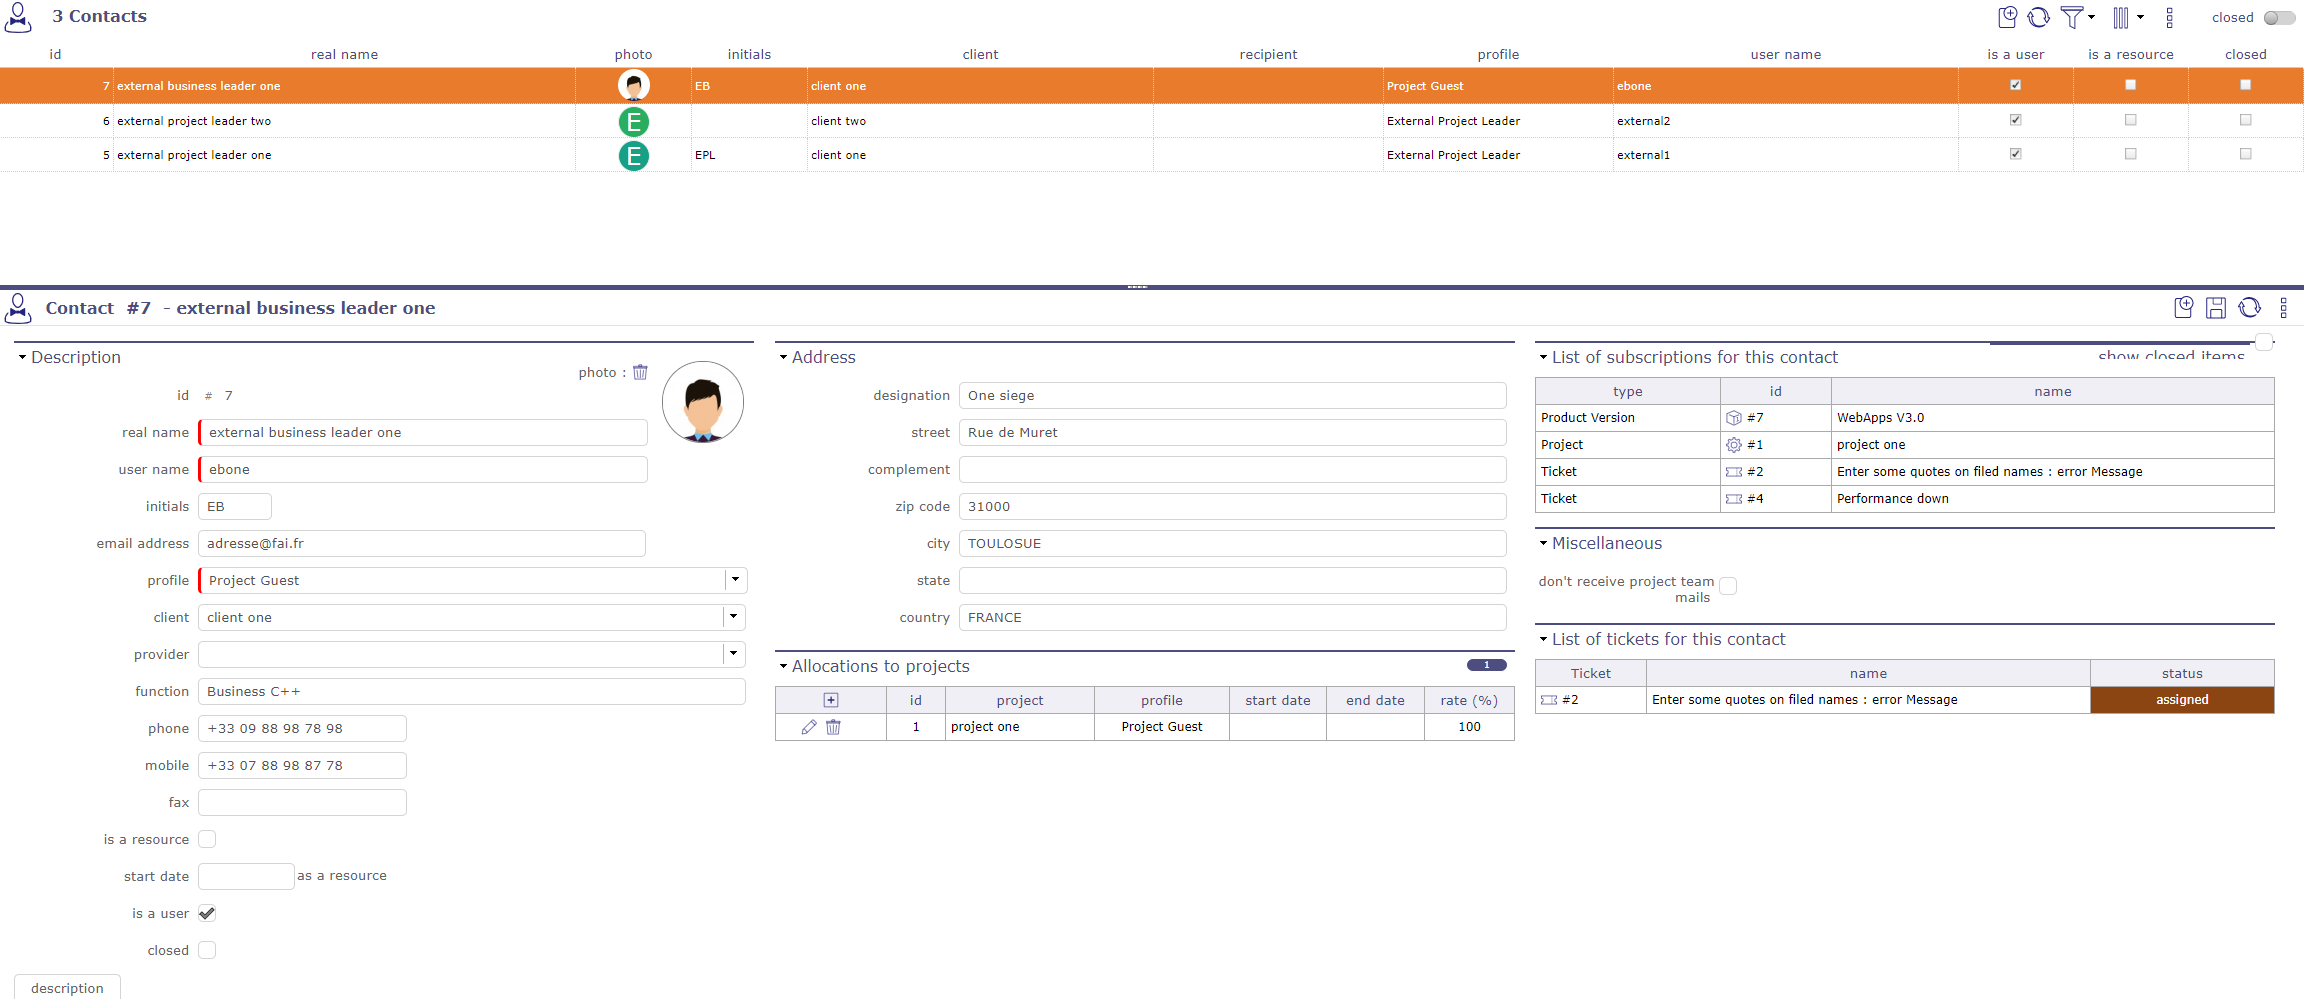 3 Contacts
closed
id real name photo initials client recipient profile user name is a user is a resource closed
7 external business leader one EB client one Project Guest ebone
6 external project leader two E client two External Project Leader external2
5 external project leader one E EPL client one External Project Leader external1
Contact #7 - external business leader one
Description
photo :
id # 7
real name external business leader one
user name ebone
initials EB
email address adresse@fai.fr
profile Project Guest
client client one
provider
function Business C++
phone +33 09 88 98 78 98
mobile +33 07 88 98 87 78
fax
is a resource
start date as a resource
is a user
closed
description
Address
designation One siege
street Rue de Muret
complement
zip code 31000
city TOULOSUE
state
country FRANCE
Allocations to projects 1
id project profile start date end date rate (%)
1 project one Project Guest 100
List of subscriptions for this contact show closed items
type id name
Product Version #7 WebApps V3.0
Project #1 project one
Ticket #2 Enter some quotes on filed names : error Message
Ticket #4 Performance down
Miscellaneous
don't receive project team
mails
List of tickets for this contact
Ticket name status
#2 Enter some quotes on filed names : error Message assigned